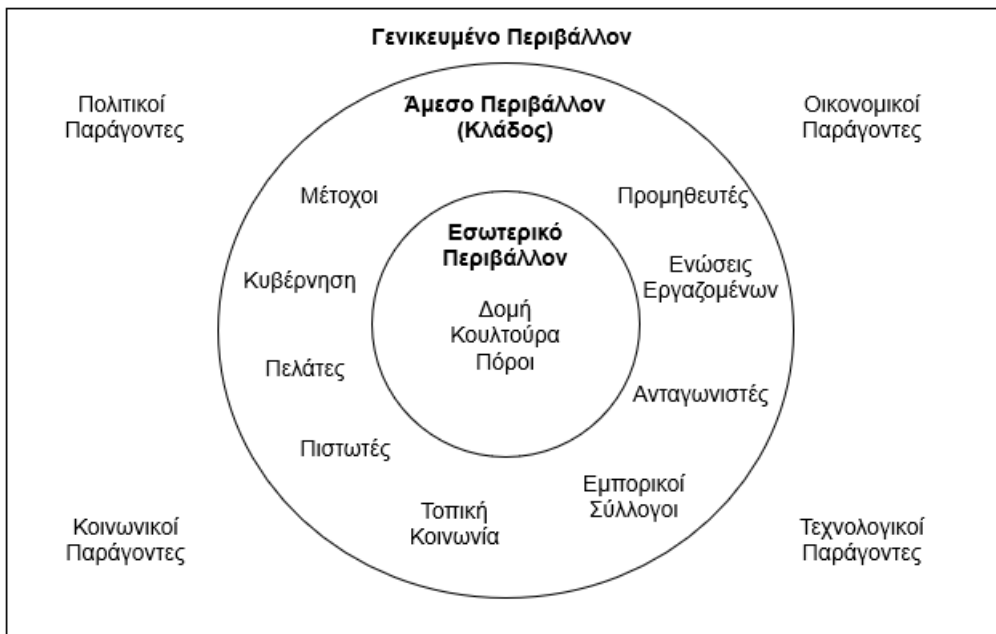 Γενικευμένο Περιβάλλον
Πολιτικοί
Παράγοντες
Άμεσο Περιβάλλον
(Κλάδος)
Οικονομικοί
Παράγοντες
Μέτοχοι
Προμηθευτές
Εσωτερικό
Περιβάλλον
Κυβέρνηση
Ενώσεις
Εργαζομένων
Δομή
Κουλτούρα
Πόροι
Πελάτες
Ανταγωνιστές
Πιστωτές
Εμπορικοί
Σύλλογοι
Τοπική
Κοινωνία
Κοινωνικοί
Παράγοντες
Τεχνολογικοί
Παράγοντες